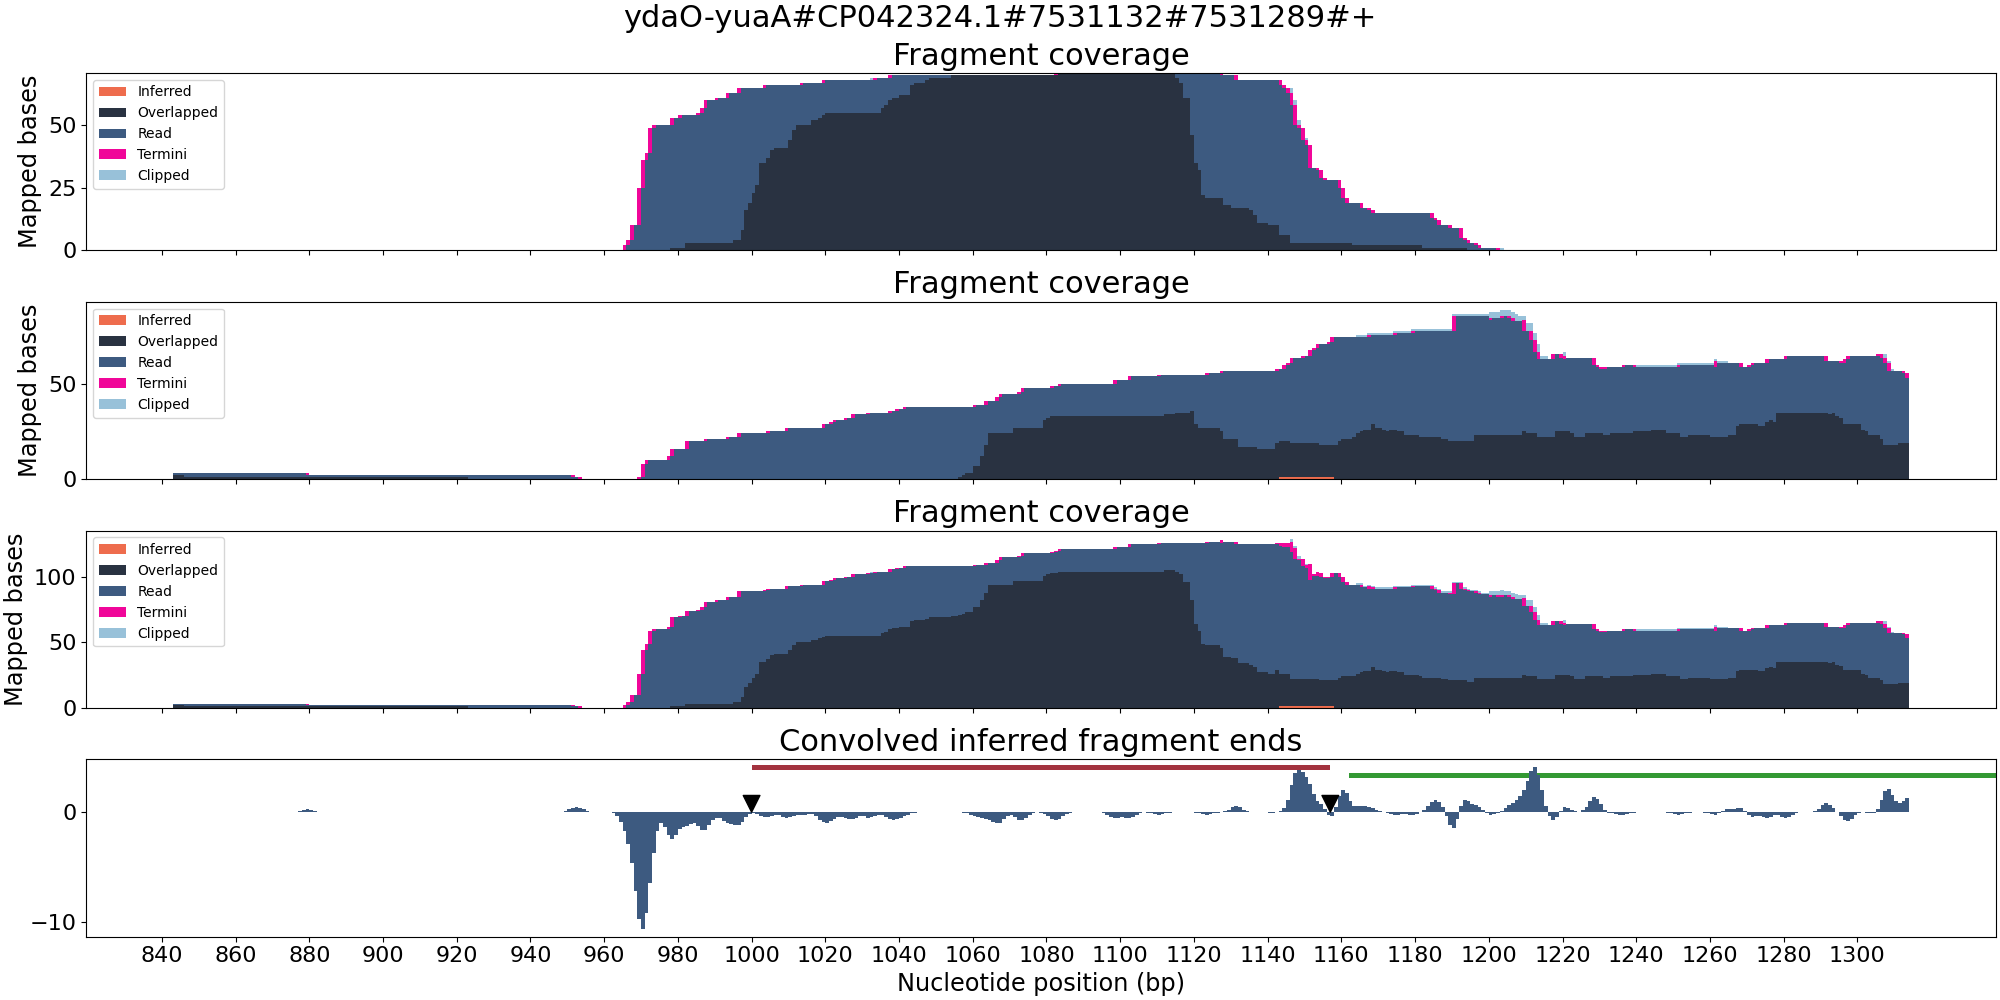 ydaO-yuaA#CP042324.1#7531132#7531289#+
Fragment coverage
Mapped bases
50
25
0
Inferred
Overlapped
Read
Termini
Clipped
Fragment coverage
Mapped bases
50
0
Inferred
Overlapped
Read
Termini
Clipped
Fragment coverage
Mapped bases
100
50
0
Inferred
Overlapped
Read
Termini
Clipped
Convolved inferred fragment ends
0
−10
840 860 880 900 920 940 960 980 1000 1020 1040 1060 1080 1100 1120 1140 1160 1180 1200 1220 1240 1260 1280 1300
Nucleotide position (bp)